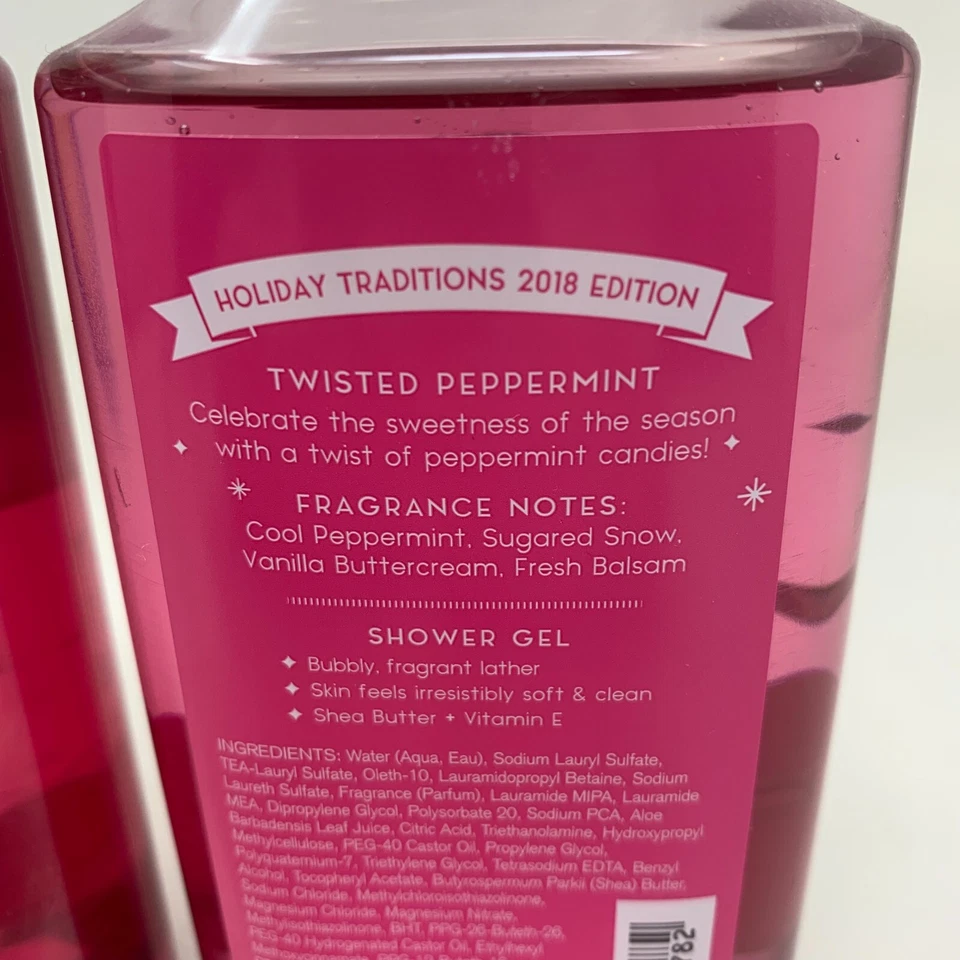 HOLIDAY TRADITIONS 2018 EDITION
TWISTED PEPPERMINT
Celebrate the sweetness of the season
with a twist of peppermint candies!
FRAGRANCE NOTES:
Cool Peppermint, Sugared Snow,
Vanilla Buttercream, Fresh Balsam
SHOWER GEL
Bubbly, fragrant lather
Skin feels irresistibly soft & clean
Shea Butter + Vitamin E
INGREDIENTS: Water (Aqua, Eau), Sodium Lauryl Sulfate,
TEA-Lauryl Sulfate, Oleth-10, Lauramidopropyl Betaine, Sodium
Laureth Sulfate, Fragrance (Parfum), Lauramide MIPA, Lauramide
MEA, Dipropylene Glycol, Polysorbate 20, Sodium PCA, Aloe
Barbadensis Leaf Juice, Citric Acid, Triethanolamine, Hydroxypropyl
Methylcellulose, PEG-40 Castor Oil, Propylene Glycol,
Polyquaternium-7, Triethylene Glycol, Tetrasodium EDTA, Benzyl
Alcohol, Tocopheryl Acetate, Butyrospermum Parkii (Shea) Butter,
Sodium Chloride, Methylchloroisothiazolinone,
Magnesium Chloride, Magnesium Nitrate,
Methylisothiazolinone, BHT, PPG-26-Buteth-26,
PEG-40 Hydrogenated Castor Oil, Ethylhexyl
782